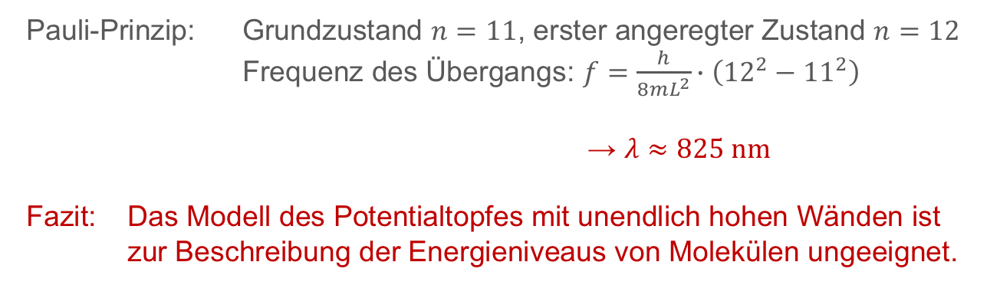 Pauli-Prinzip: Grundzustand n = 11, erster angeregter Zustand n = 12
Frequenz des Übergangs: f = h/(8mL²) · (12² − 11²)
→ λ ≈ 825 nm
Fazit: Das Modell des Potentialtopfes mit unendlich hohen Wänden ist
zur Beschreibung der Energieniveaus von Molekülen ungeeignet.